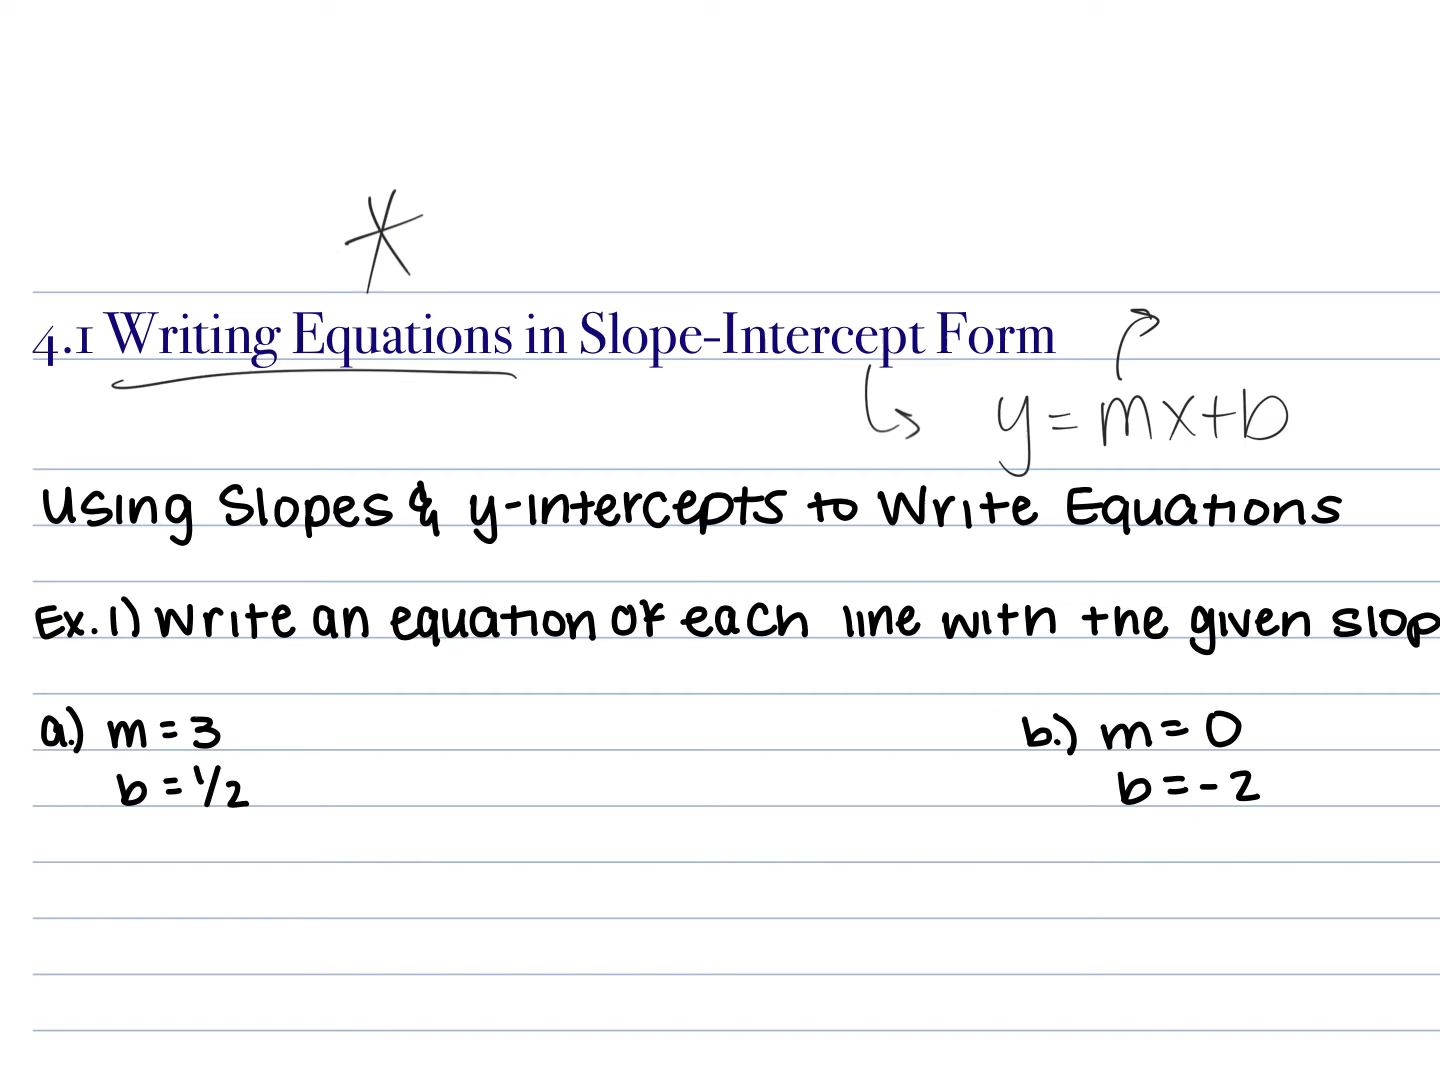 4.1 Writing Equations in Slope-Intercept Form
y = mx+b
Using Slopes & y-intercepts to Write Equations
Ex. 1) Write an equation of each line with the given slop
a.) m = 3
b = 1/2
b.) m = 0
b = - 2